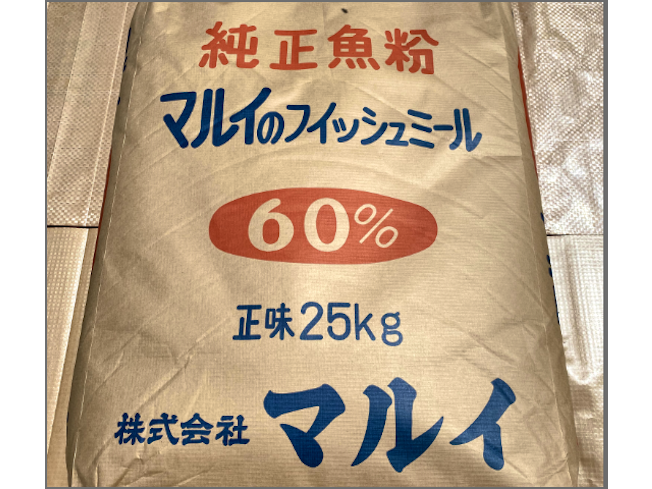 純正魚粉
マルイのフィッシュミール
60%
正味25kg
株式会社 マルイ